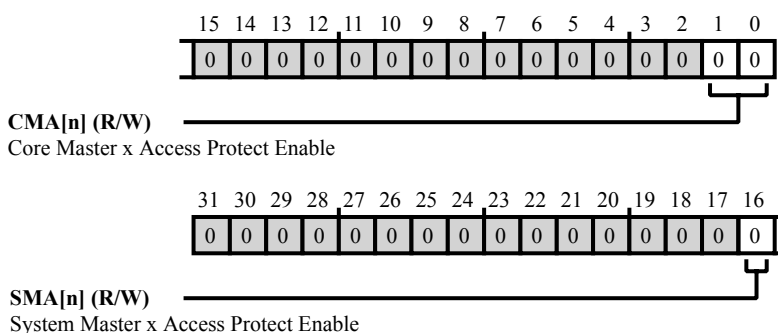 15 14 13 12 11 10 9 8 7 6 5 4 3 2 1 0
0 0 0 0 0 0 0 0 0 0 0 0 0 0 0 0
CMA[n] (R/W)
Core Master x Access Protect Enable
31 30 29 28 27 26 25 24 23 22 21 20 19 18 17 16
0 0 0 0 0 0 0 0 0 0 0 0 0 0 0 0
SMA[n] (R/W)
System Master x Access Protect Enable